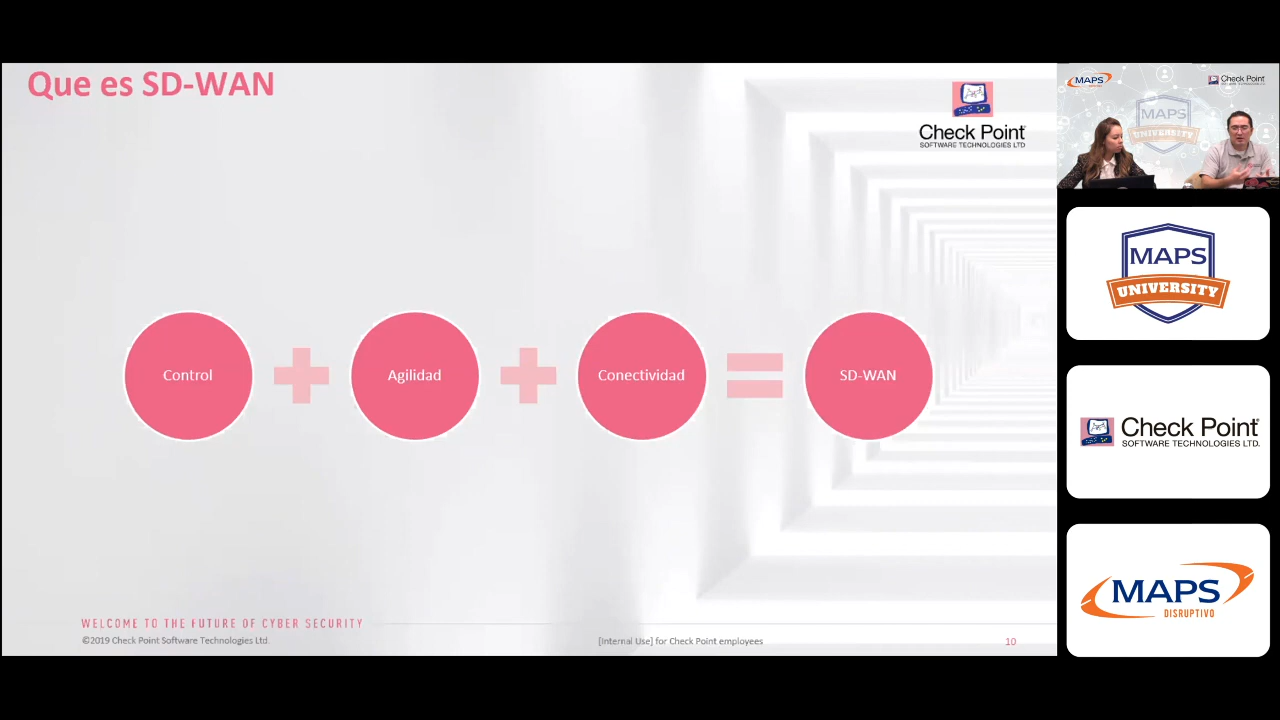 Que es SD-WAN
Check Point
SOFTWARE TECHNOLOGIES LTD
Control
Agilidad
Conectividad
SD-WAN
WELCOME TO THE FUTURE OF CYBER SECURITY
©2019 Check Point Software Technologies Ltd.
[Internal Use] for Check Point employees
10
MAPS
Check Point
MAPS
UNIVERSITY
MAPS
UNIVERSITY
Check Point
SOFTWARE TECHNOLOGIES LTD.
MAPS
DISRUPTIVO